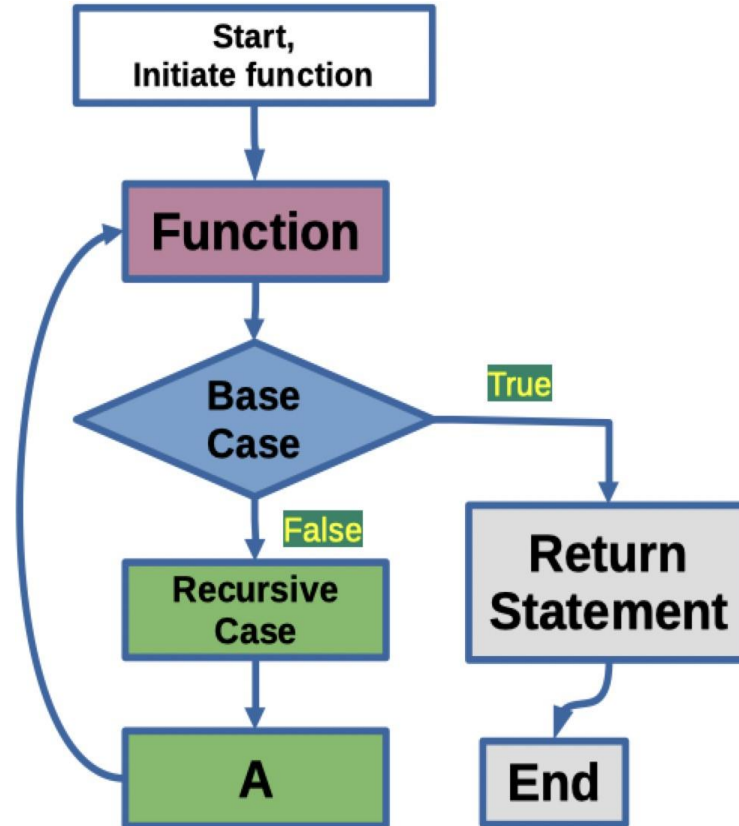 Start,
Initiate function
Function
Base
Case
True
False
Recursive
Case
Return
Statement
A
End